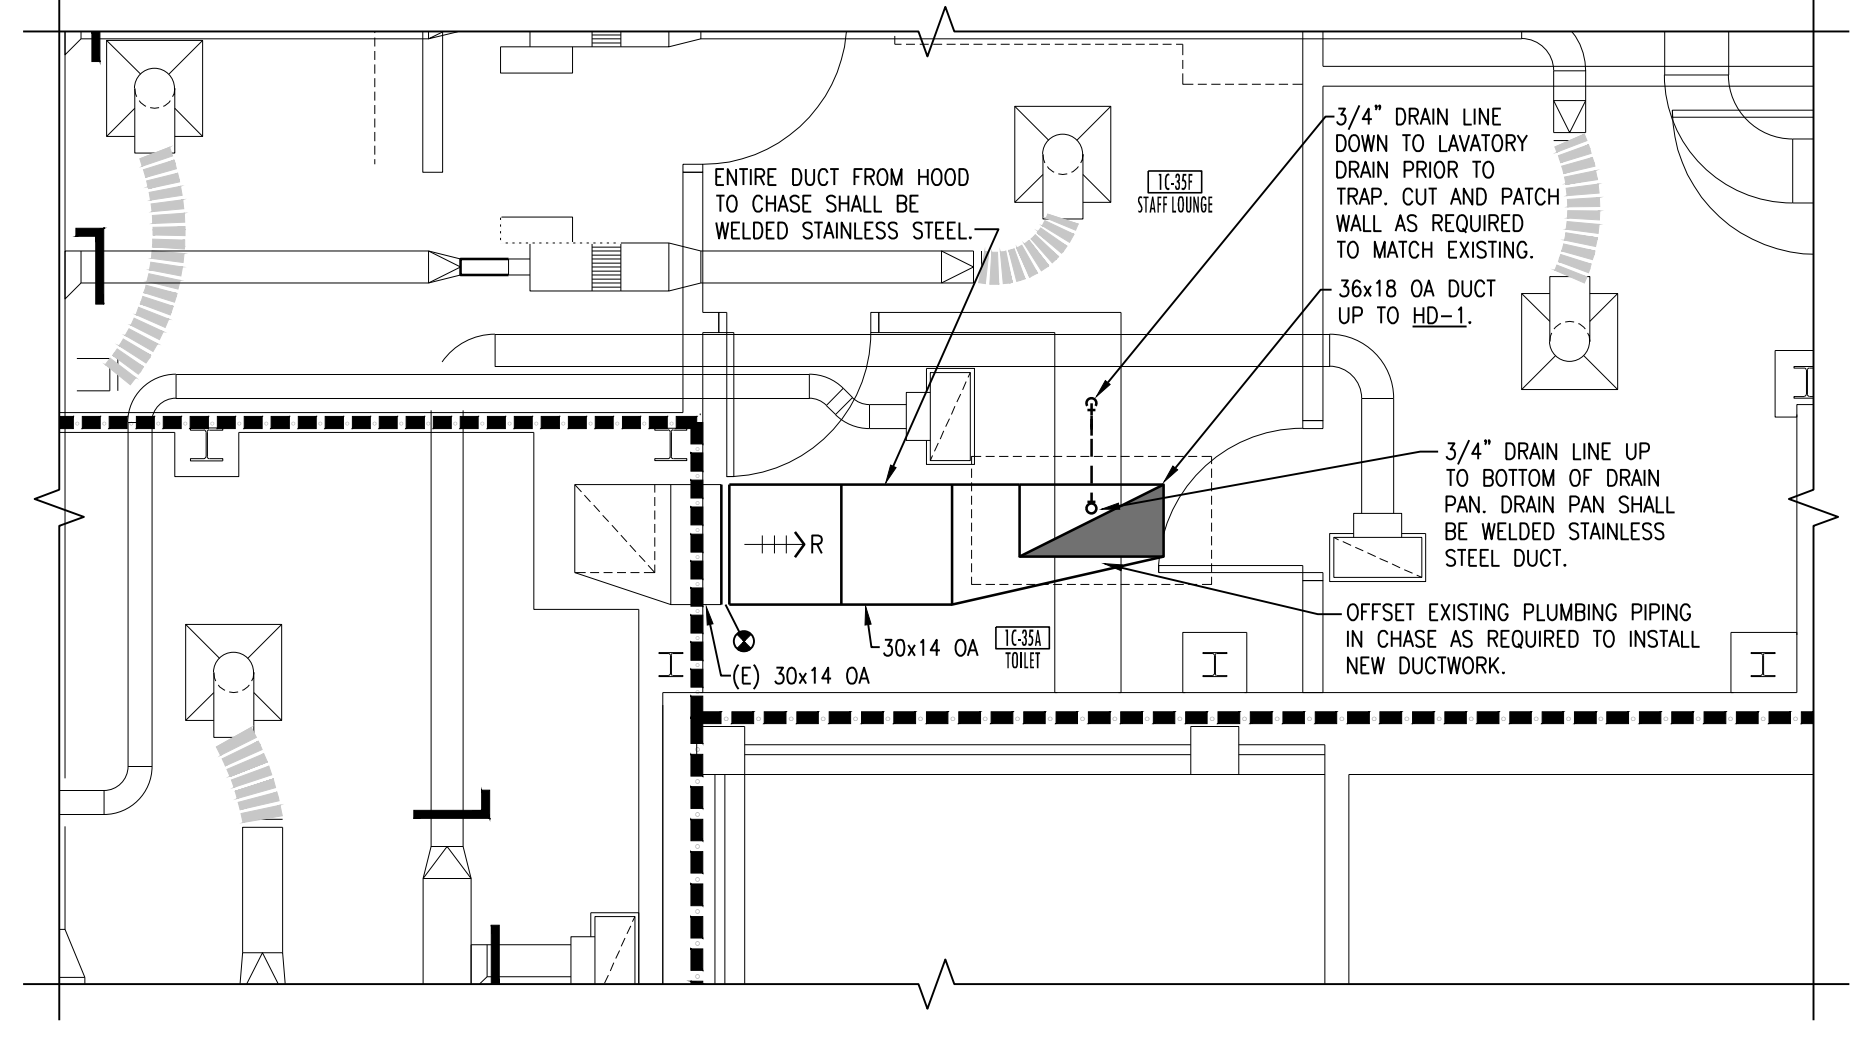 ENTIRE DUCT FROM HOOD
TO CHASE SHALL BE
WELDED STAINLESS STEEL.
1C-35F
STAFF LOUNGE
3/4" DRAIN LINE
DOWN TO LAVATORY
DRAIN PRIOR TO
TRAP. CUT AND PATCH
WALL AS REQUIRED
TO MATCH EXISTING.
36x18 OA DUCT
UP TO HD-1.
3/4" DRAIN LINE UP
TO BOTTOM OF DRAIN
PAN. DRAIN PAN SHALL
BE WELDED STAINLESS
STEEL DUCT.
R
OFFSET EXISTING PLUMBING PIPING
IN CHASE AS REQUIRED TO INSTALL
NEW DUCTWORK.
30x14 OA
1C-35A
TOILET
(E) 30x14 OA